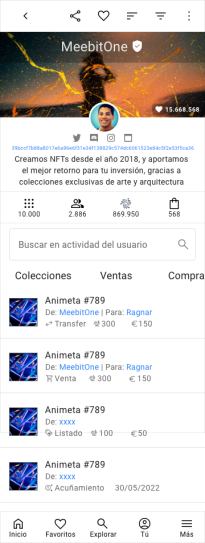 MeebitOne
15.668.568
Creamos NFTs desde el año 2018, y aportamos
el mejor retorno para tu inversión, gracias a
colecciones exclusivas de arte y arquitectura
10.000 2.886 869.950 568
Buscar en actividad del usuario
Colecciones Ventas Compra
Animeta #789
De: MeebitOne | Para: Ragnar
Transfer 300 €150
Animeta #789
De: MeebitOne | Para: Ragnar
Venta 300 €150
Animeta #789
De: xxxx
Listado 100 €50
Animeta #789
De: xxxx
Acuñamiento 30/05/2022
Inicio Favoritos Explorar Tú Más